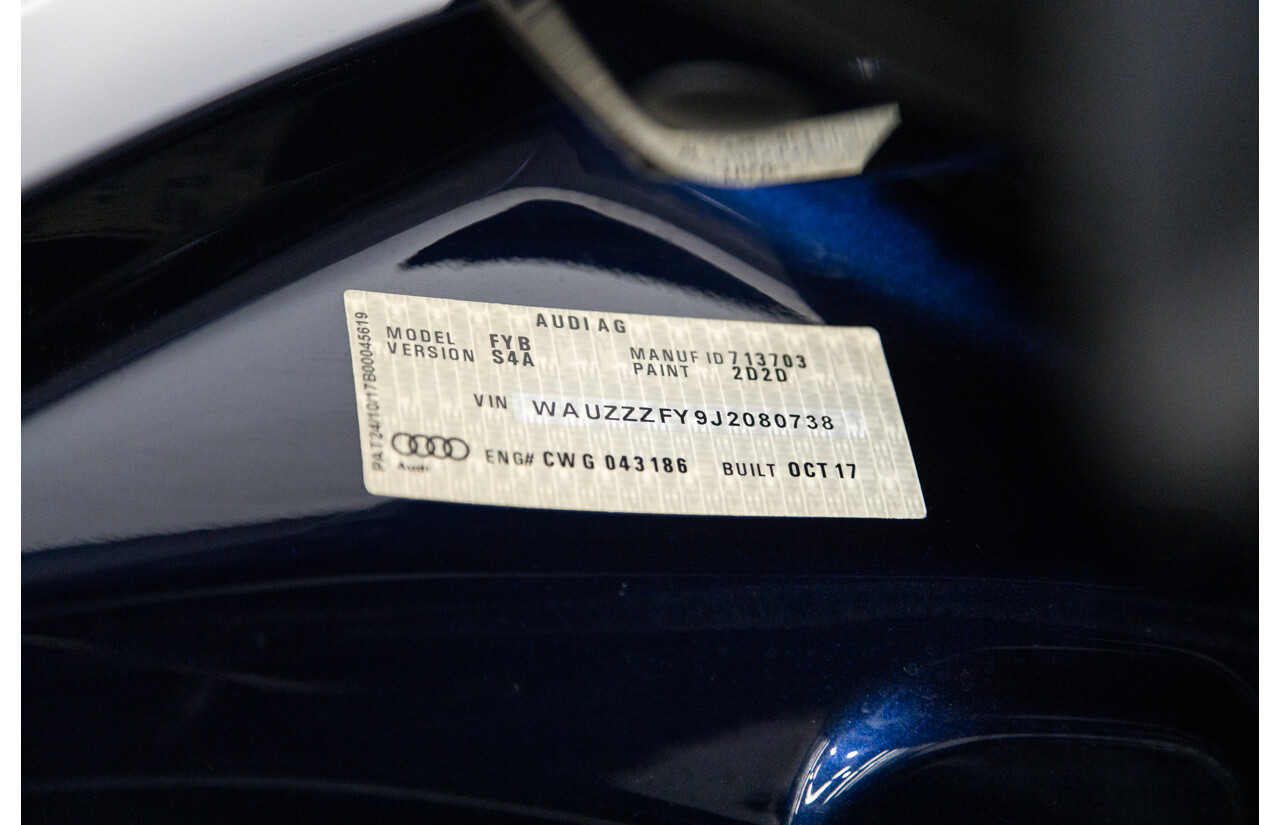 AUDI AG
MODEL FYB
VERSION S4A
MANUF ID 713703
PAINT 2D2D
VIN WAUZZZFY9J2080738
Audi ENG# CWG 043186 BUILT OCT 17
PAT24/10/17B00045619